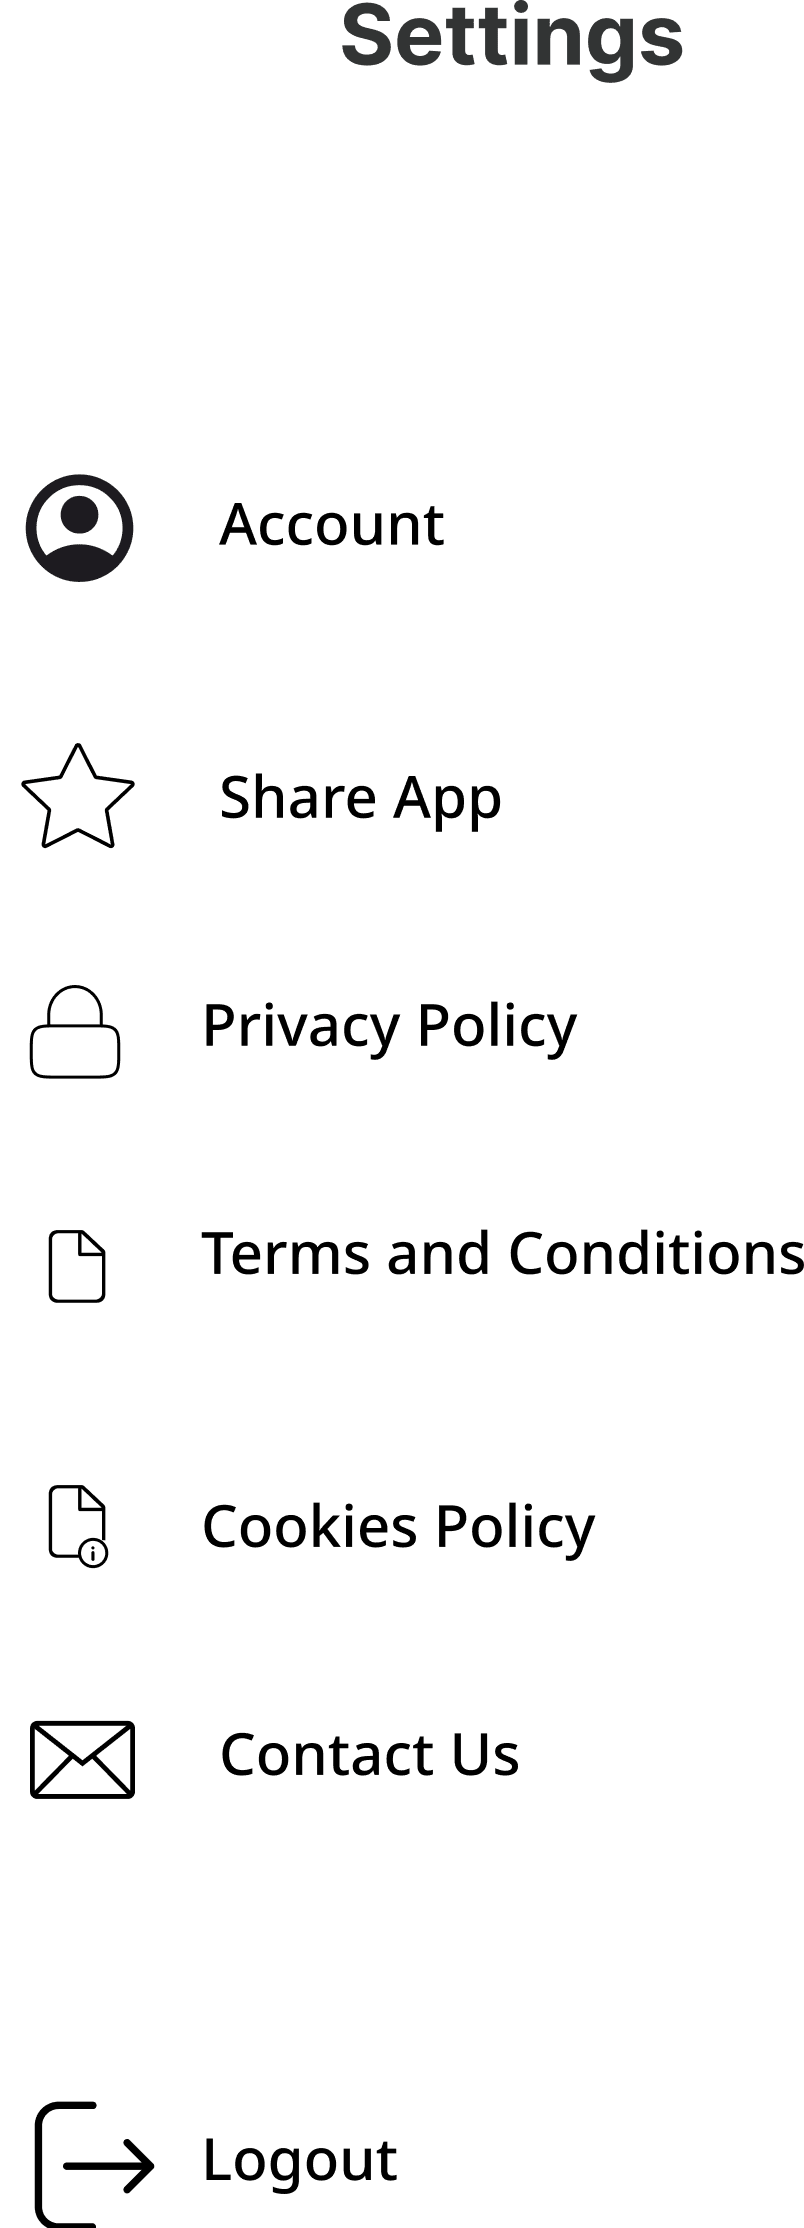 Settings
Account
Share App
Privacy Policy
Terms and Conditions
Cookies Policy
Contact Us
Logout